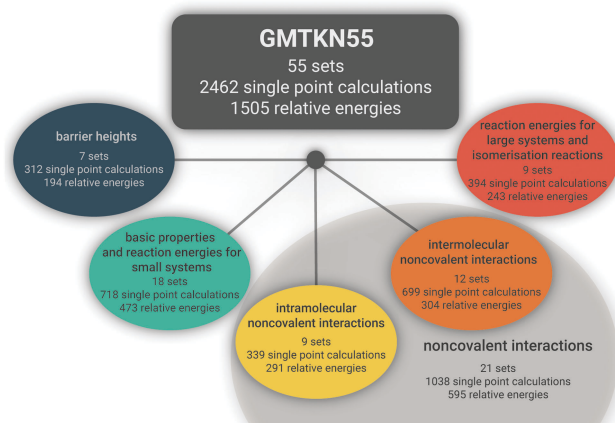 GMTKN55
55 sets
2462 single point calculations
1505 relative energies
barrier heights
7 sets
312 single point calculations
194 relative energies
reaction energies for
large systems and
isomerisation reactions
9 sets
394 single point calculations
243 relative energies
basic properties
and reaction energies for
small systems
18 sets
718 single point calculations
473 relative energies
intermolecular
noncovalent interactions
12 sets
699 single point calculations
304 relative energies
intramolecular
noncovalent interactions
9 sets
339 single point calculations
291 relative energies
noncovalent interactions
21 sets
1038 single point calculations
595 relative energies